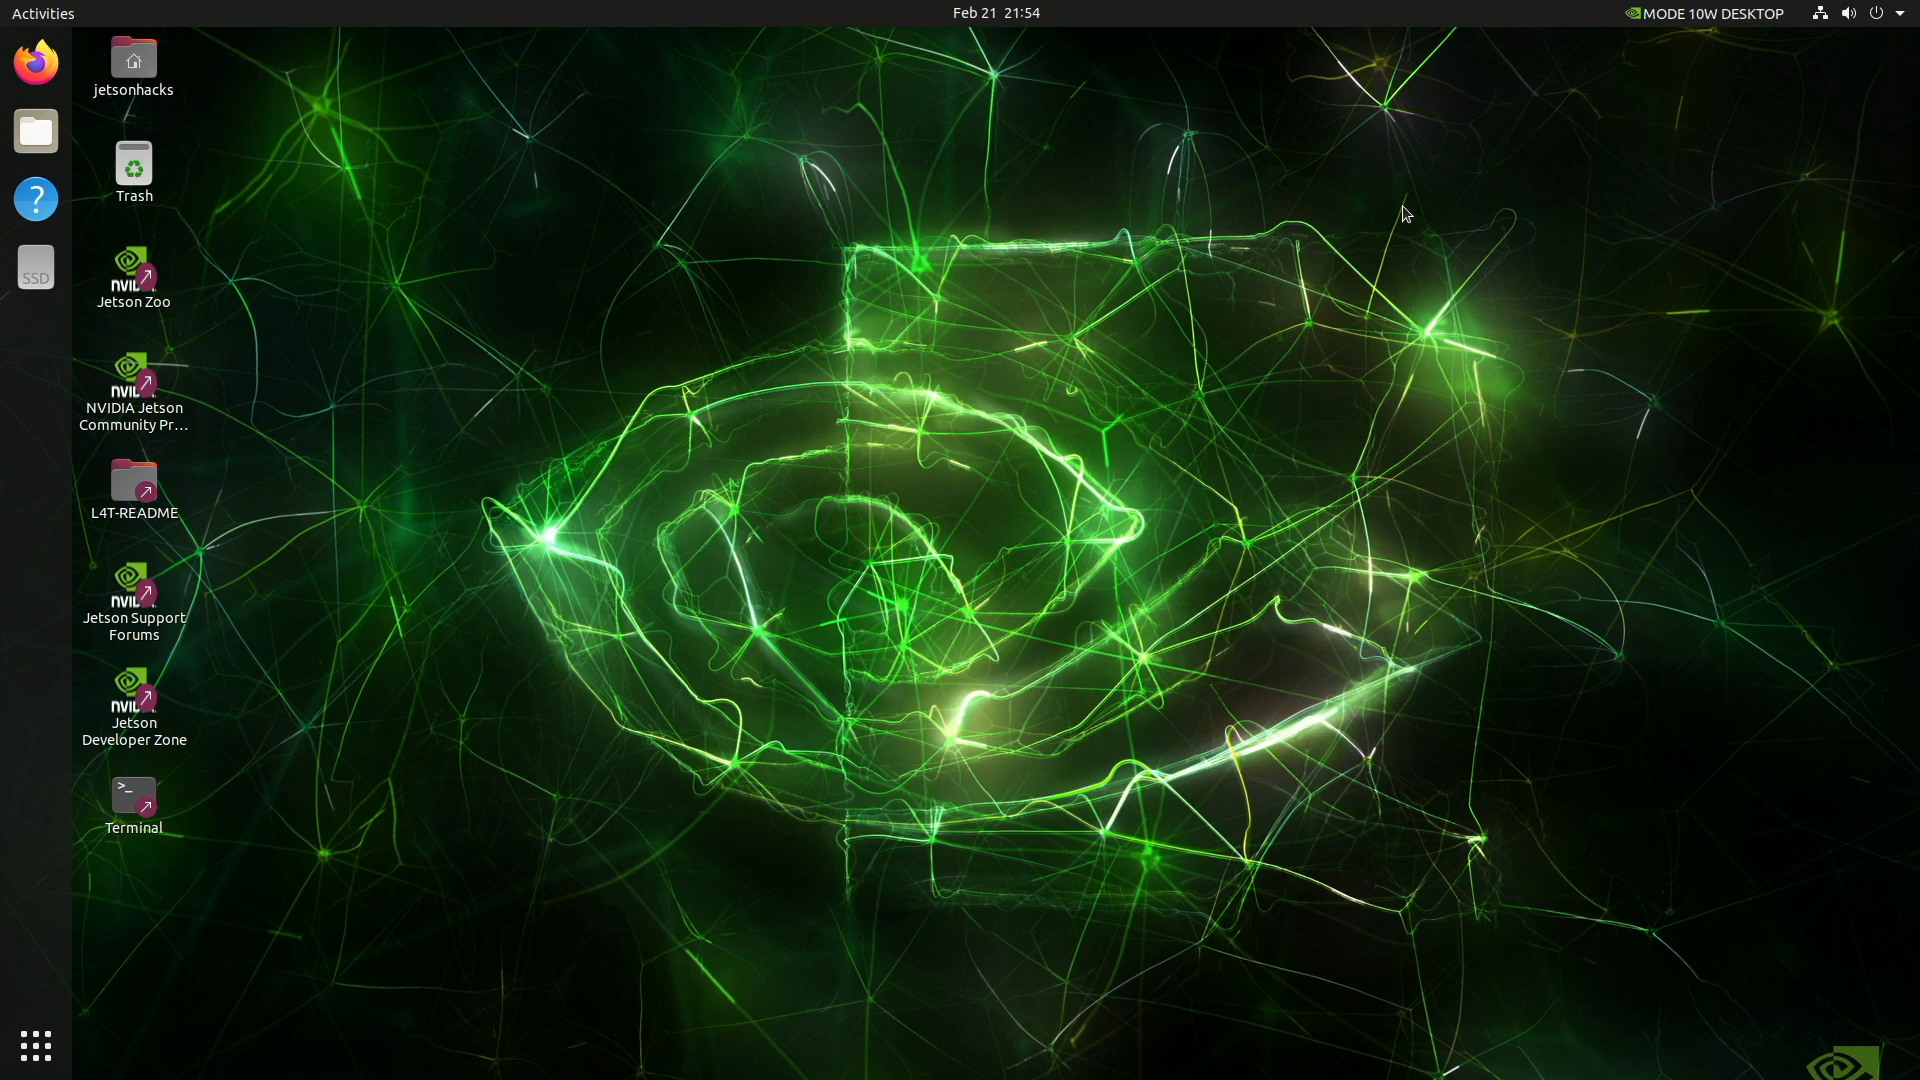 Activities
Feb 21 21:54
MODE 10W DESKTOP
jetsonhacks
Trash
SSD
Jetson Zoo
NVIDIA Jetson
Community Pr...
L4T-README
Jetson Support
Forums
Jetson
Developer Zone
>_
Terminal